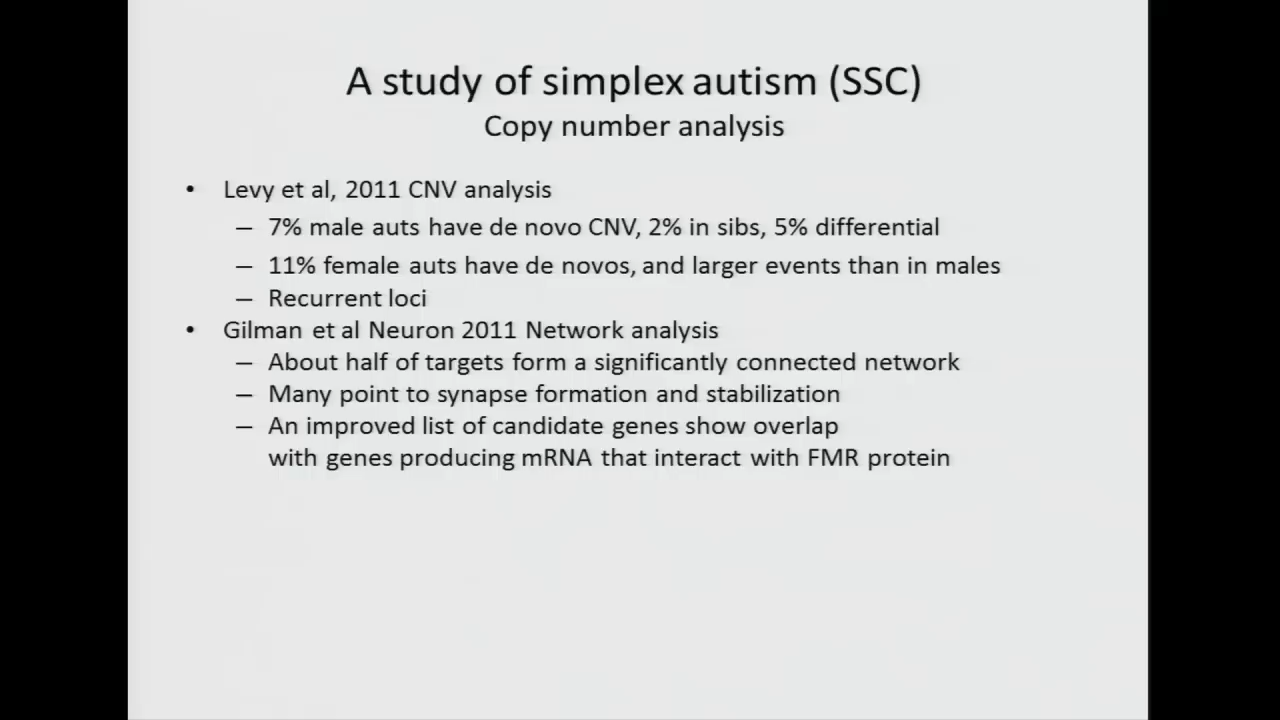 A study of simplex autism (SSC)
Copy number analysis
• Levy et al, 2011 CNV analysis
– 7% male auts have de novo CNV, 2% in sibs, 5% differential
– 11% female auts have de novos, and larger events than in males
– Recurrent loci
• Gilman et al Neuron 2011 Network analysis
– About half of targets form a significantly connected network
– Many point to synapse formation and stabilization
– An improved list of candidate genes show overlap
with genes producing mRNA that interact with FMR protein